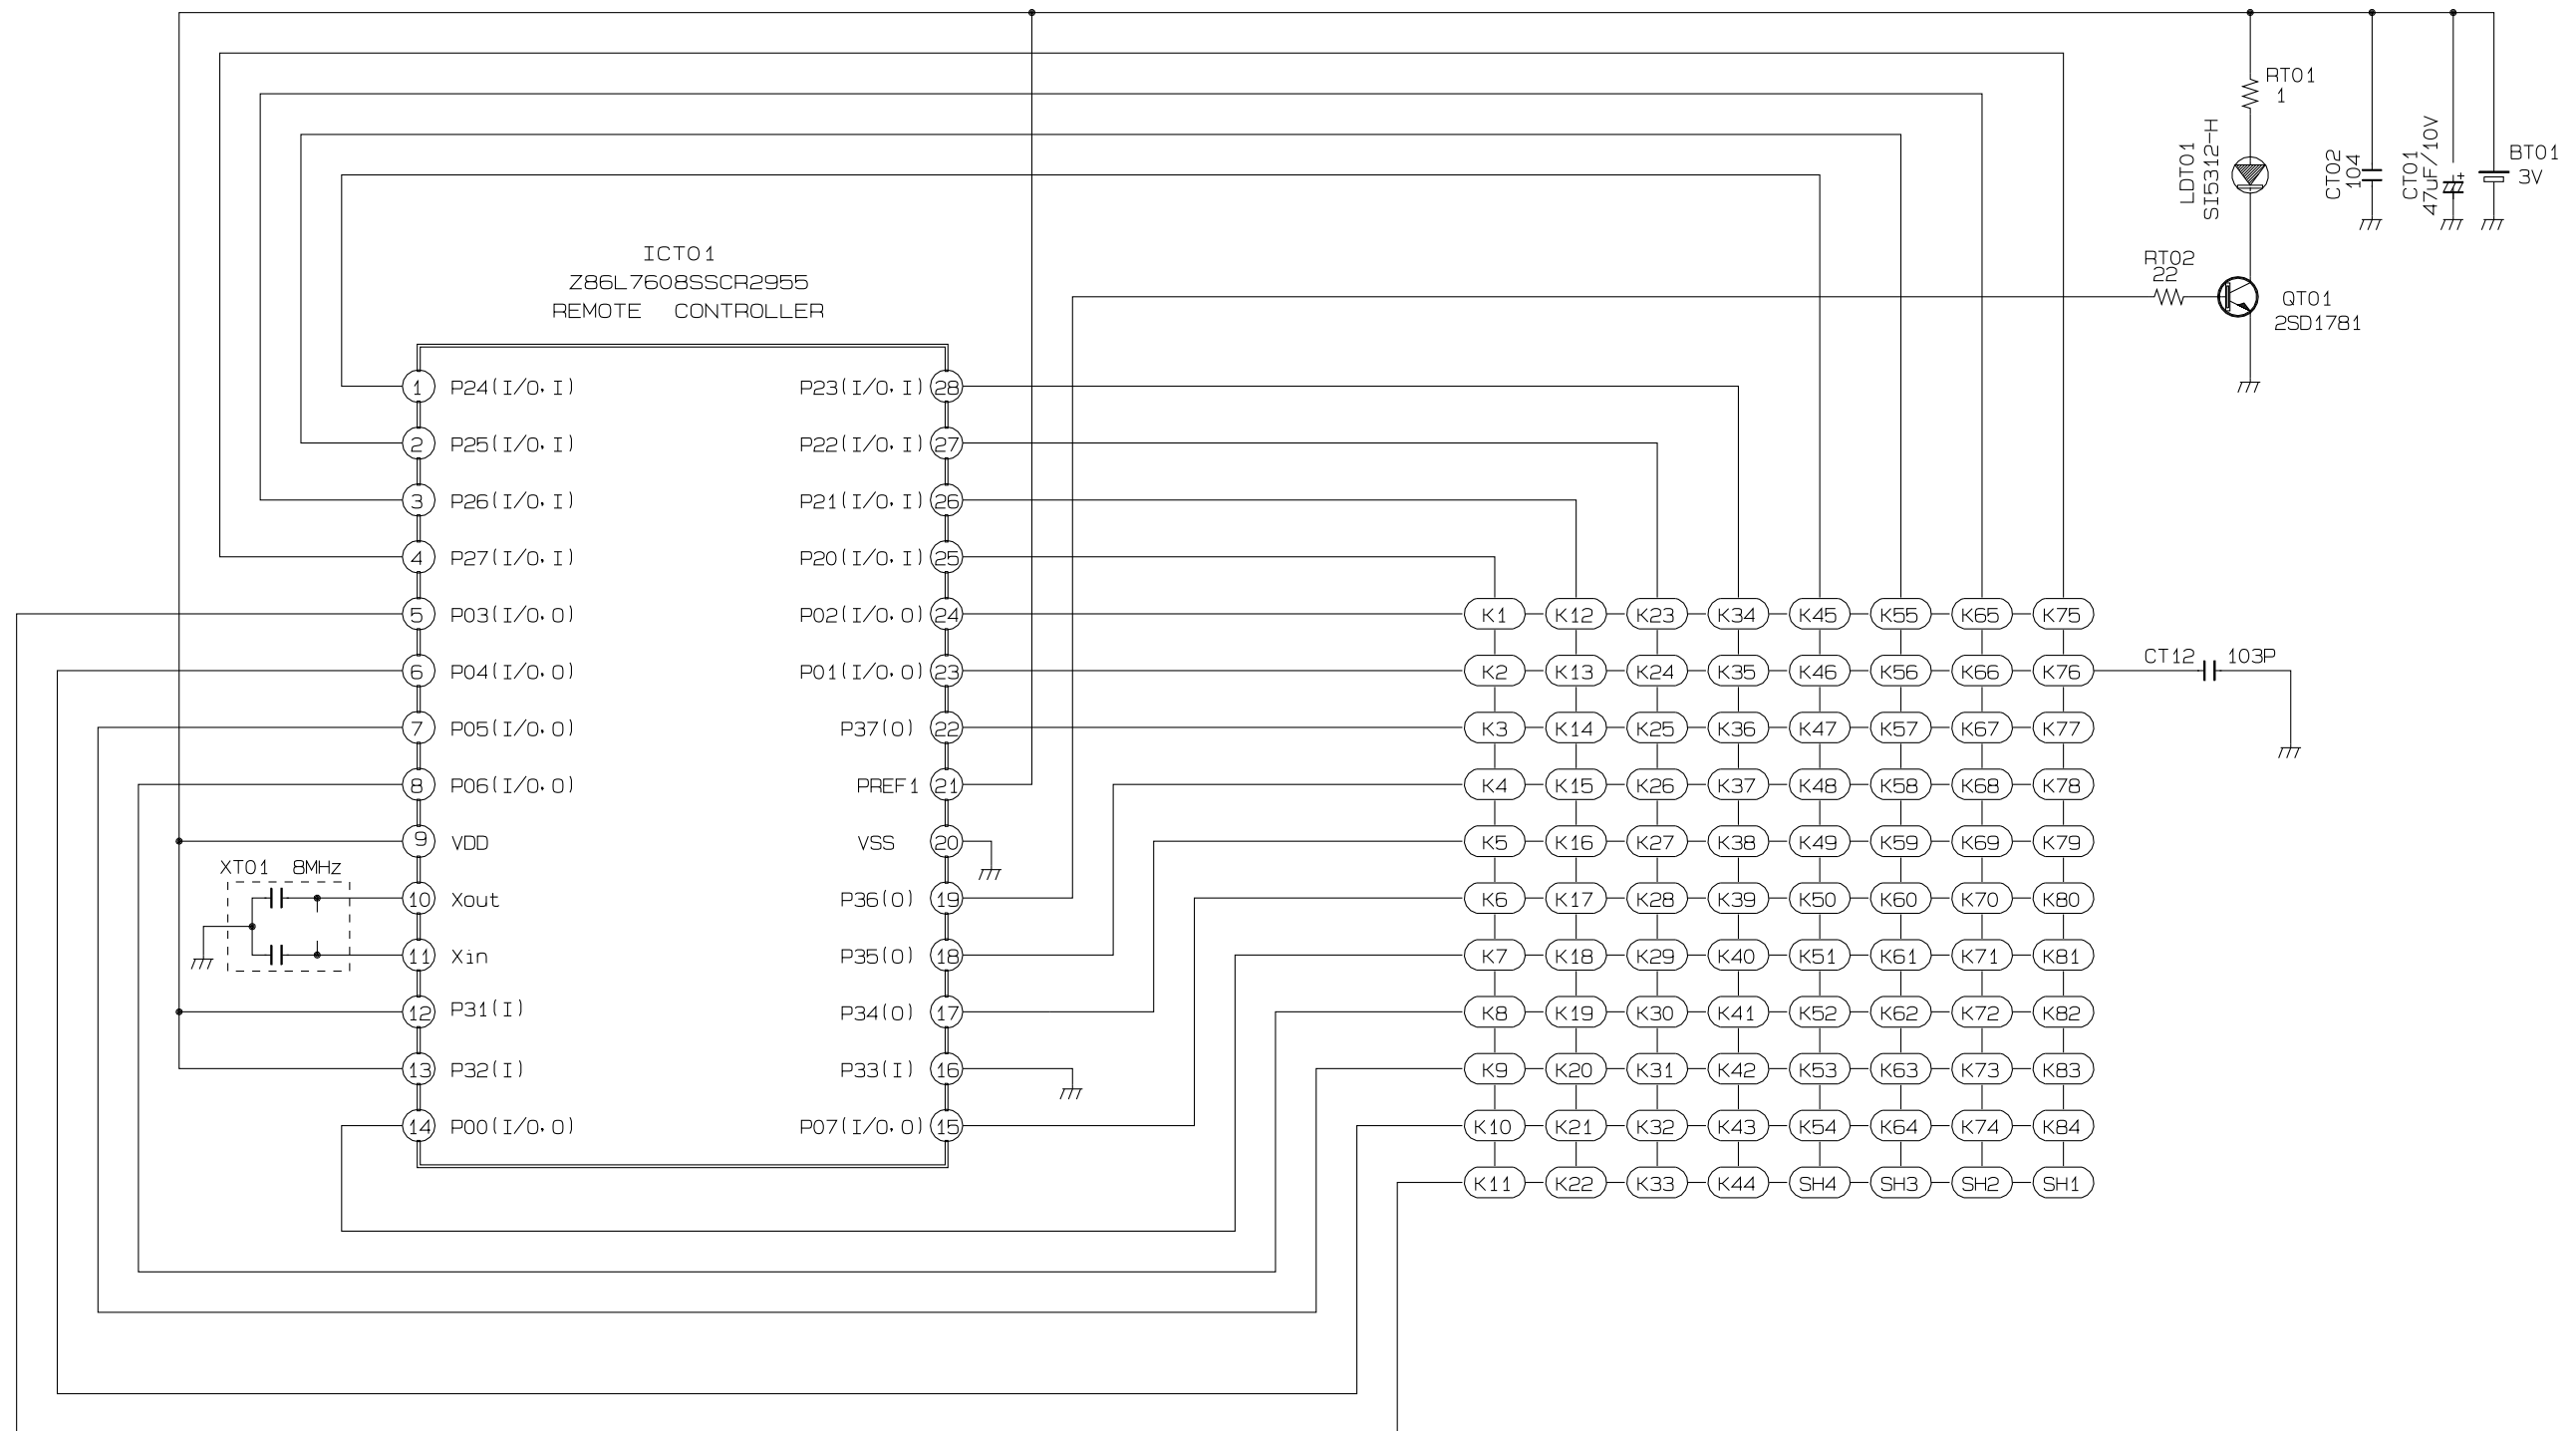 RT01
1
LDT01
SI5312-H
CT02
104
CT01
47uF/10V
+
BT01
3V
RT02
22
QT01
2SD1781
ICT01
Z86L7608SSCR2955
REMOTE CONTROLLER
1 P24(I/O,I) P23(I/O,I) 28
2 P25(I/O,I) P22(I/O,I) 27
3 P26(I/O,I) P21(I/O,I) 26
4 P27(I/O,I) P20(I/O,I) 25
5 P03(I/O,O) P02(I/O,O) 24 K1 K12 K23 K34 K45 K55 K65 K75
CT12 103P
6 P04(I/O,O) P01(I/O,O) 23 K2 K13 K24 K35 K46 K56 K66 K76
7 P05(I/O,O) P37(O) 22 K3 K14 K25 K36 K47 K57 K67 K77
8 P06(I/O,O) PREF1 21 K4 K15 K26 K37 K48 K58 K68 K78
9 VDD VSS 20 K5 K16 K27 K38 K49 K59 K69 K79
XT01 8MHz
10 Xout P36(O) 19 K6 K17 K28 K39 K50 K60 K70 K80
11 Xin P35(O) 18 K7 K18 K29 K40 K51 K61 K71 K81
12 P31(I) P34(O) 17 K8 K19 K30 K41 K52 K62 K72 K82
13 P32(I) P33(I) 16 K9 K20 K31 K42 K53 K63 K73 K83
14 P00(I/O,O) P07(I/O,O) 15 K10 K21 K32 K43 K54 K64 K74 K84
K11 K22 K33 K44 SH4 SH3 SH2 SH1